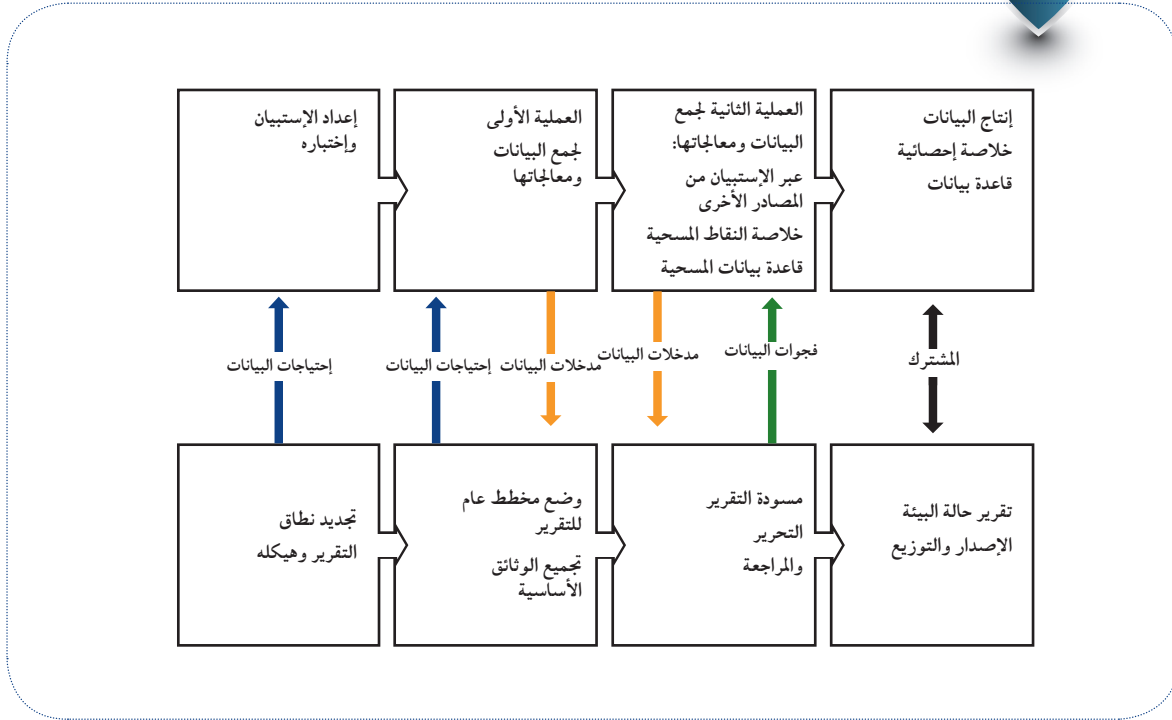 إعداد الإستبيان
وإختباره
العملية الأولى
لجمع البيانات
ومعالجاتها
العملية الثانية لجمع
البيانات ومعالجاتها:
عبر الإستبيان من
المصادر الأخرى
خلاصة النقاط المسحية
قاعدة بيانات المسحية
إنتاج البيانات
خلاصة إحصائية
قاعدة بيانات
إحتياجات البيانات
إحتياجات البيانات
مدخلات البيانات
مدخلات البيانات
فجوات البيانات
المشترك
تجديد نطاق
التقرير وهيكله
وضع مخطط عام
للتقرير
تجميع الوثائق
الأساسية
مسودة التقرير
التحرير
والمراجعة
تقرير حالة البيئة
الإصدار والتوزيع